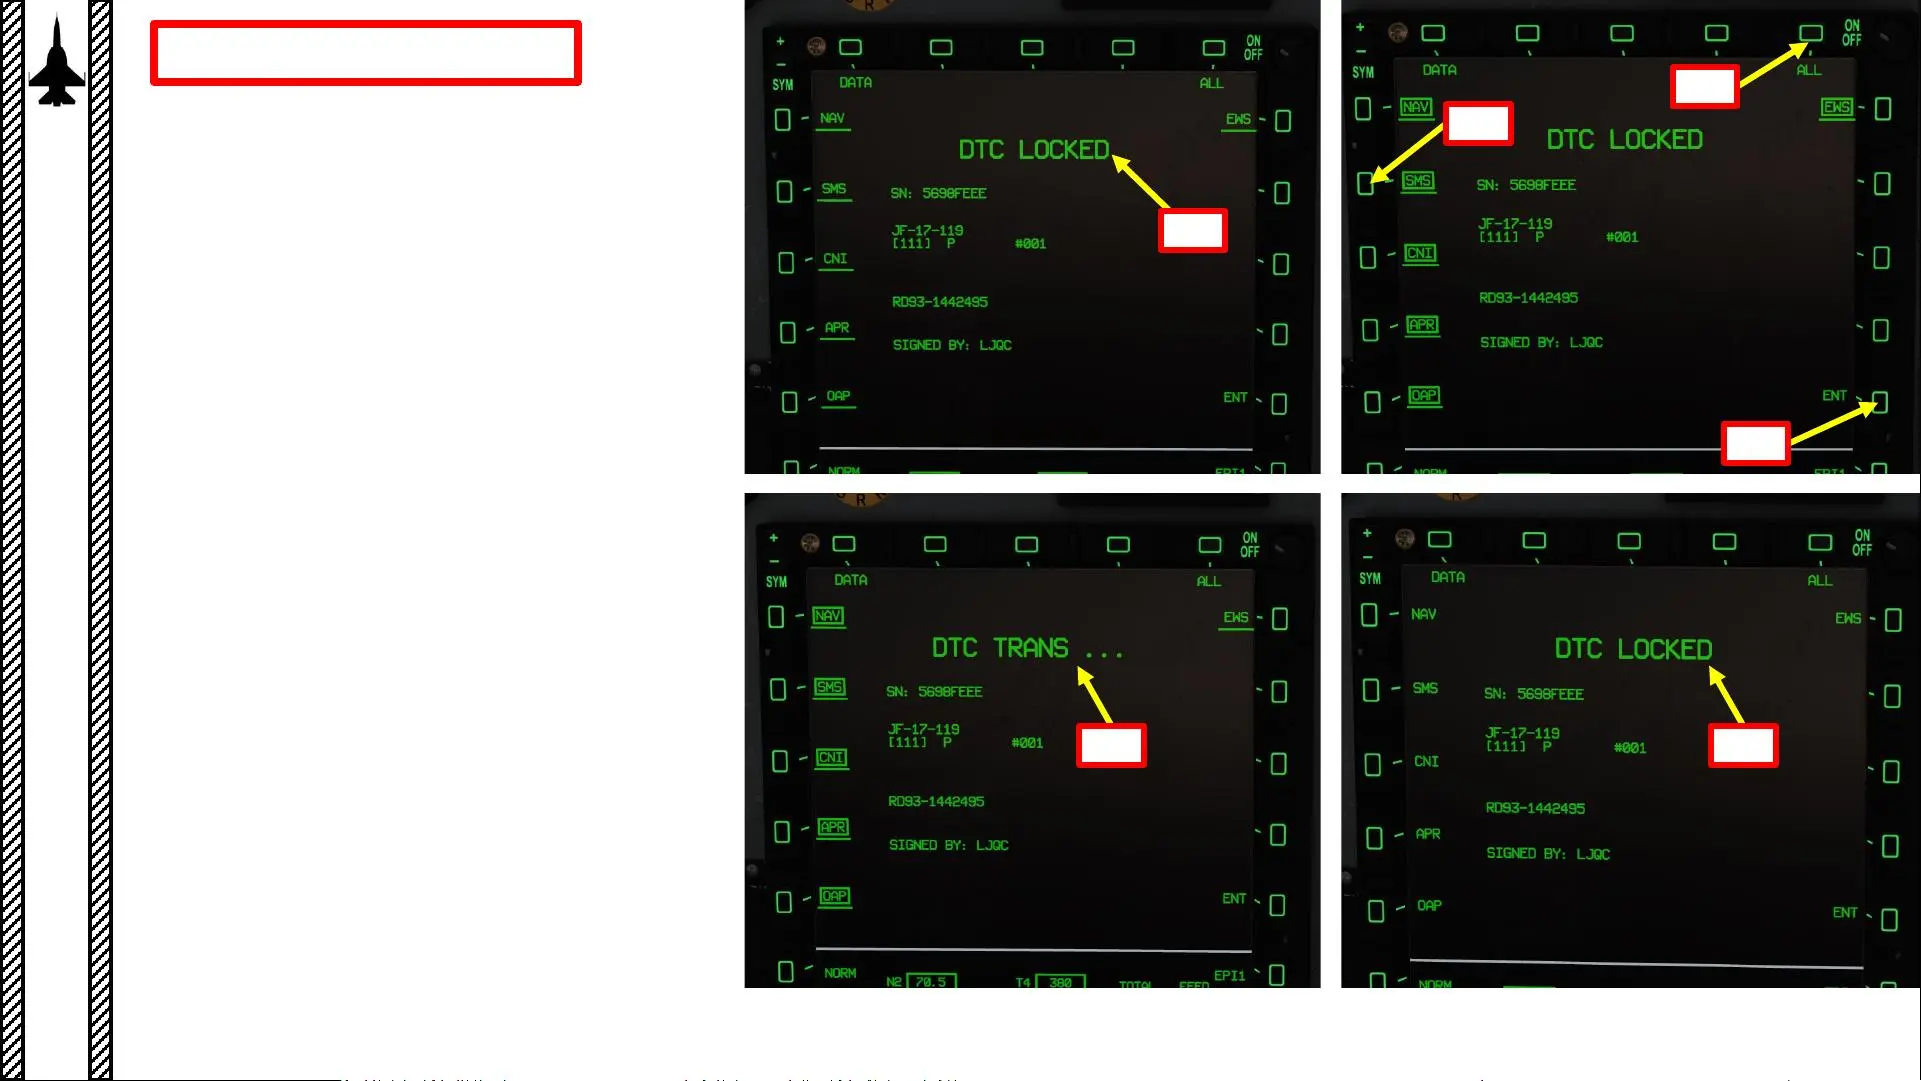 +
−
SYM
ON
OFF
DATA
ALL
NAV
EWS
DTC LOCKED
SMS
SN: 5698FEEE
JF-17-119
[111] P #001
CNI
RD93-1442495
APR
SIGNED BY: LJQC
OAP
ENT
NORM
EPI1
+
−
SYM
ON
OFF
DATA
ALL
NAV
EWS
DTC LOCKED
SMS
SN: 5698FEEE
JF-17-119
[111] P #001
CNI
RD93-1442495
APR
SIGNED BY: LJQC
OAP
ENT
NORM
EPI1
R
+
−
SYM
ON
OFF
DATA
ALL
NAV
EWS
DTC TRANS ...
SMS
SN: 5698FEEE
JF-17-119
[111] P #001
CNI
RD93-1442495
APR
SIGNED BY: LJQC
OAP
ENT
NORM
N2 70.5 T4 380 TOTAL FEED EPI1
+
−
SYM
ON
OFF
DATA
ALL
NAV
EWS
DTC LOCKED
SMS
SN: 5698FEEE
JF-17-119
[111] P #001
CNI
RD93-1442495
APR
SIGNED BY: LJQC
OAP
ENT
NORM